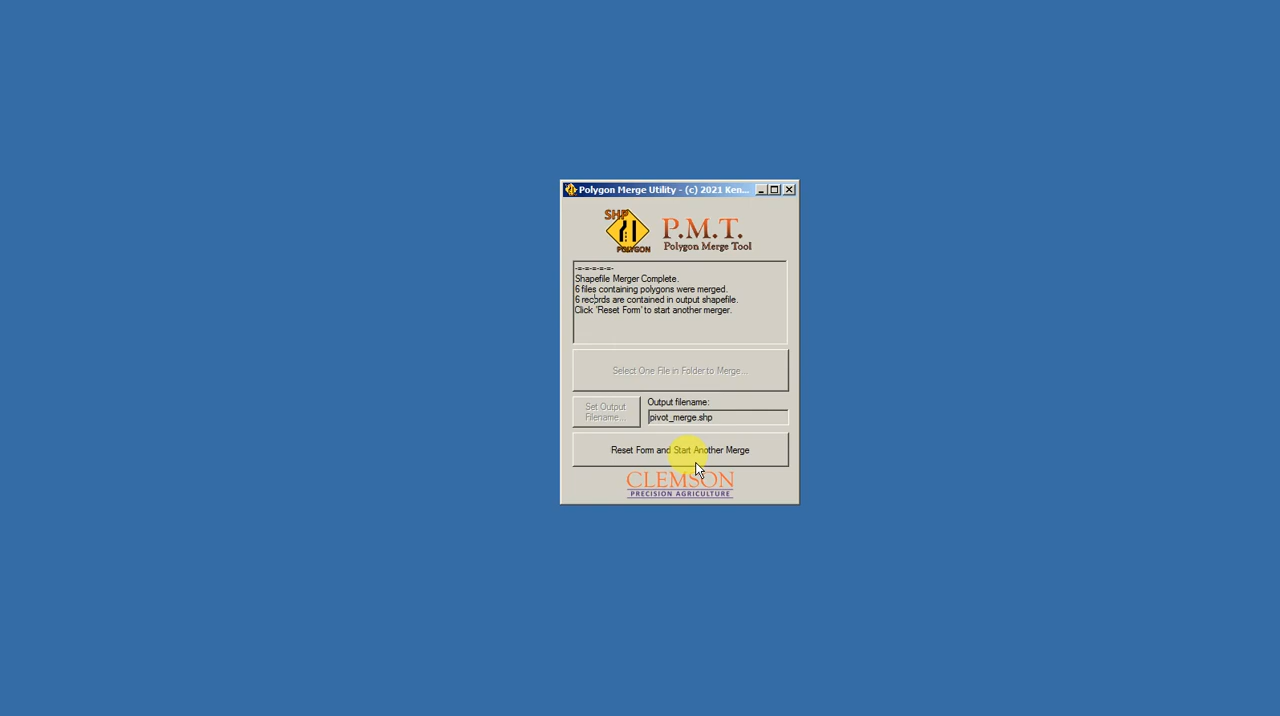 Polygon Merge Utility - (c) 2021 Ken...
SHP
POLYGON
P.M.T.
Polygon Merge Tool
-=-=-=-=-=-
Shapefile Merger Complete.
6 files containing polygons were merged.
6 records are contained in output shapefile.
Click 'Reset Form' to start another merger.
Select One File in Folder to Merge...
Set Output
Filename...
Output filename:
pivot_merge.shp
Reset Form and Start Another Merge
CLEMSON
PRECISION AGRICULTURE